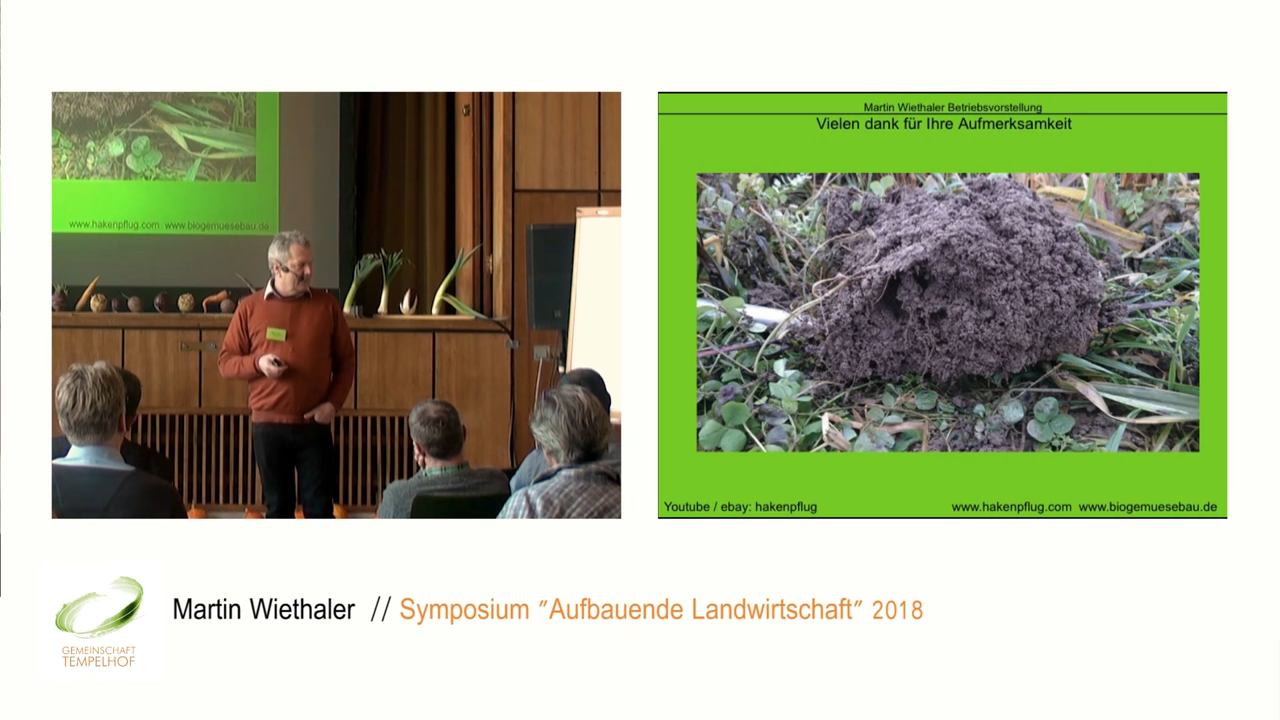 www.hakenpflug.com www.biogemuesebau.de
Martin Wiethaler Betriebsvorstellung
Vielen dank für Ihre Aufmerksamkeit
Youtube / ebay: hakenpflug
www.hakenpflug.com www.biogemuesebau.de
Martin Wiethaler // Symposium "Aufbauende Landwirtschaft" 2018
GEMEINSCHAFT
TEMPELHOF